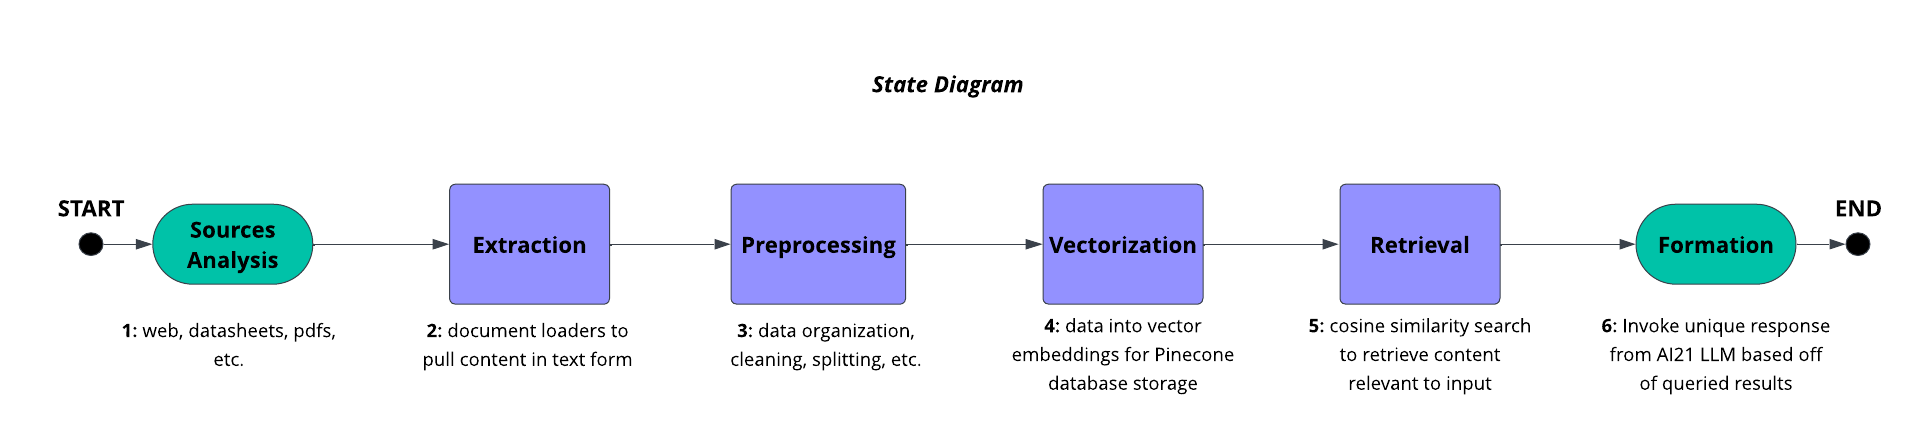 State Diagram
START
Sources
Analysis
Extraction
Preprocessing
Vectorization
Retrieval
Formation
END
1: web, datasheets, pdfs,
etc.
2: document loaders to
pull content in text form
3: data organization,
cleaning, splitting, etc.
4: data into vector
embeddings for Pinecone
database storage
5: cosine similarity search
to retrieve content
relevant to input
6: Invoke unique response
from AI21 LLM based off
of queried results